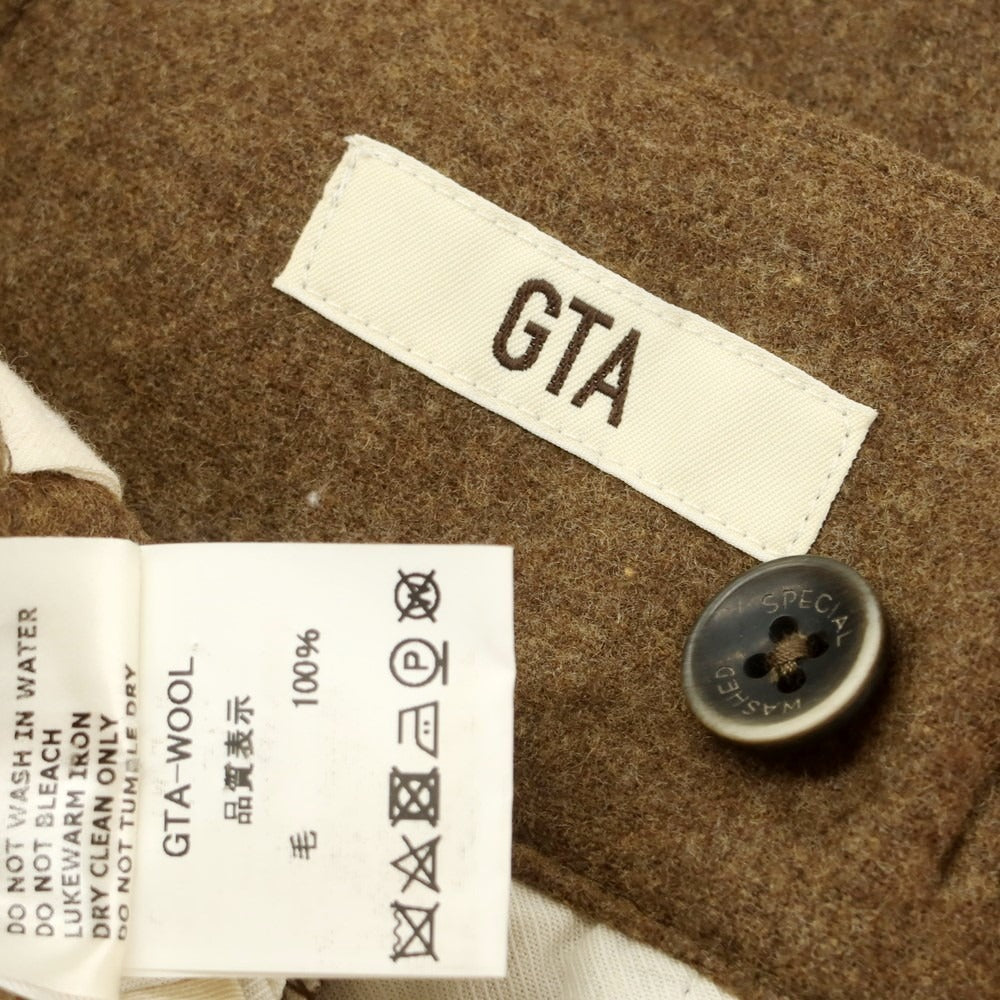 GTA
SPECIAL
WASHED
DO NOT WASH IN WATER
DO NOT BLEACH
LUKEWARM IRON
DRY CLEAN ONLY
DO NOT TUMBLE DRY
GTA-WOOL
品質表示
毛 100%
W
P